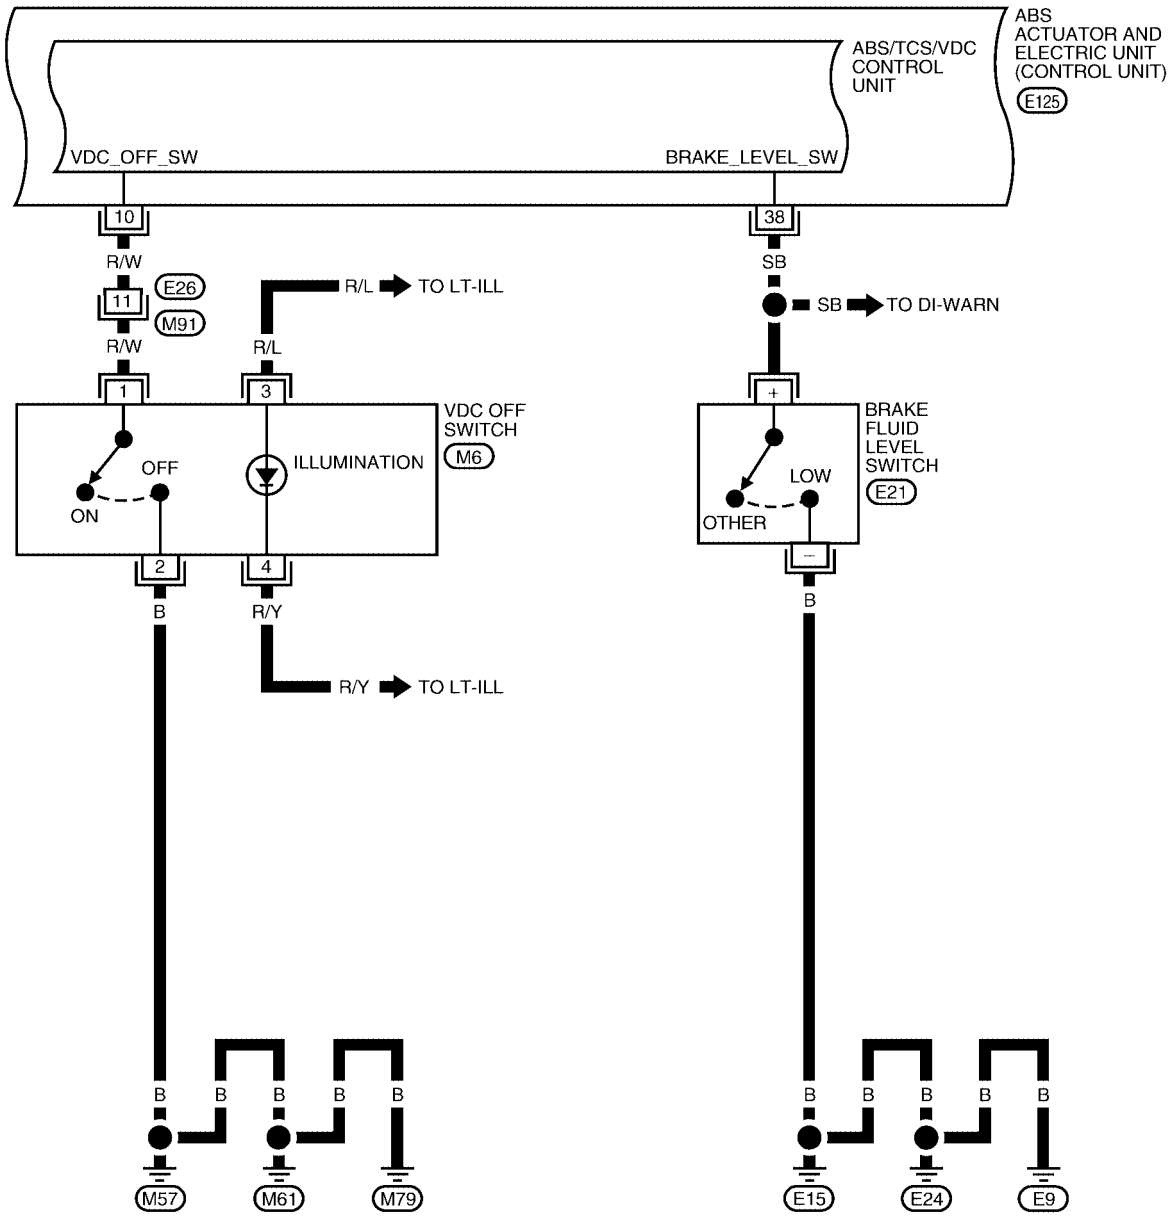 ABS
ACTUATOR AND
ELECTRIC UNIT
(CONTROL UNIT)
E125
ABS/TCS/VDC
CONTROL
UNIT
VDC_OFF_SW
BRAKE_LEVEL_SW
10
38
R/W
SB
11
E26
M91
R/L
TO LT-ILL
SB
TO DI-WARN
R/W
R/L
1
3
+
VDC OFF
SWITCH
M6
ILLUMINATION
OFF
ON
BRAKE
FLUID
LEVEL
SWITCH
E21
LOW
OTHER
2
4
–
B
R/Y
B
R/Y
TO LT-ILL
B
B
B
B
B
B
B
B
B
B
M57
M61
M79
E15
E24
E9